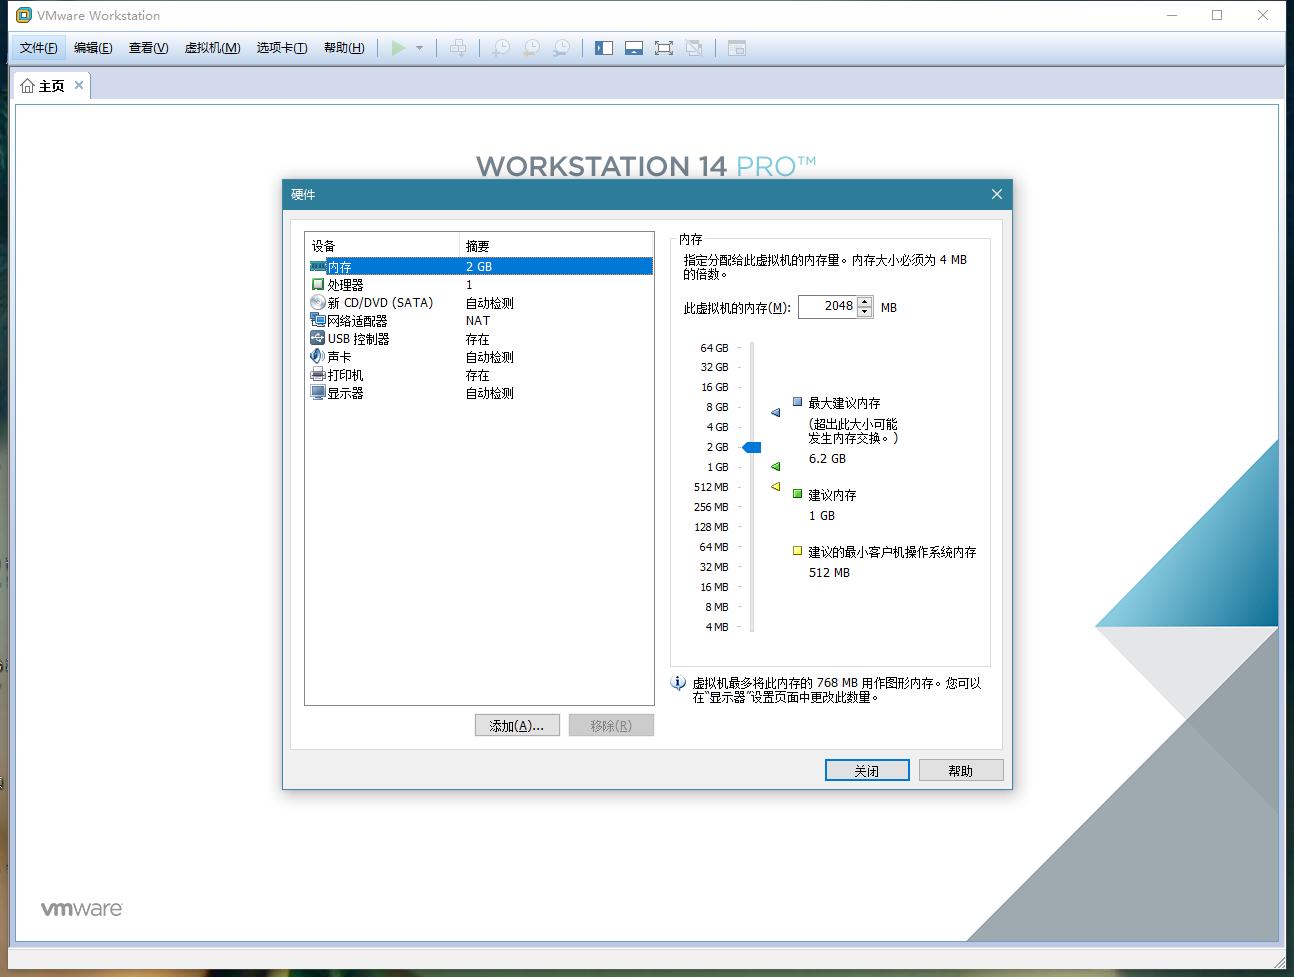 VMware Workstation
文件(F) 编辑(E) 查看(V) 虚拟机(M) 选项卡(T) 帮助(H)
主页
WORKSTATION 14 PRO™
硬件
设备 摘要
内存 2 GB
处理器 1
新 CD/DVD (SATA) 自动检测
网络适配器 NAT
USB 控制器 存在
声卡 自动检测
打印机 存在
显示器 自动检测
添加(A)... 移除(R)
内存
指定分配给此虚拟机的内存量。内存大小必须为 4 MB
的倍数。
此虚拟机的内存(M): 2048 MB
64 GB
32 GB
16 GB
8 GB
4 GB
2 GB
1 GB
512 MB
256 MB
128 MB
64 MB
32 MB
16 MB
8 MB
4 MB
最大建议内存
(超出此大小可能
发生内存交换。)
6.2 GB
建议内存
1 GB
建议的最小客户机操作系统内存
512 MB
虚拟机最多将此内存的 768 MB 用作图形内存。您可以
在"显示器"设置页面中更改此数量。
关闭 帮助
vmware